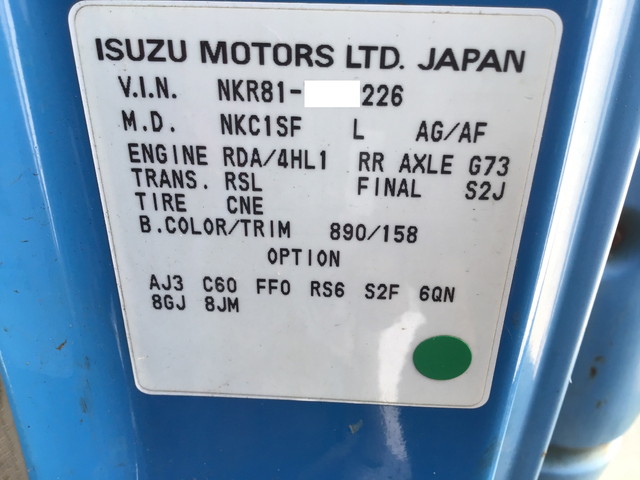 ISUZU MOTORS LTD. JAPAN
V.I.N. NKR81- 226
M.D. NKC1SF L AG/AF
ENGINE RDA/4HL1 RR AXLE G73
TRANS. RSL FINAL S2J
TIRE CNE
B.COLOR/TRIM 890/158
OPTION
AJ3 C60 FF0 RS6 S2F 6QN
8GJ 8JM